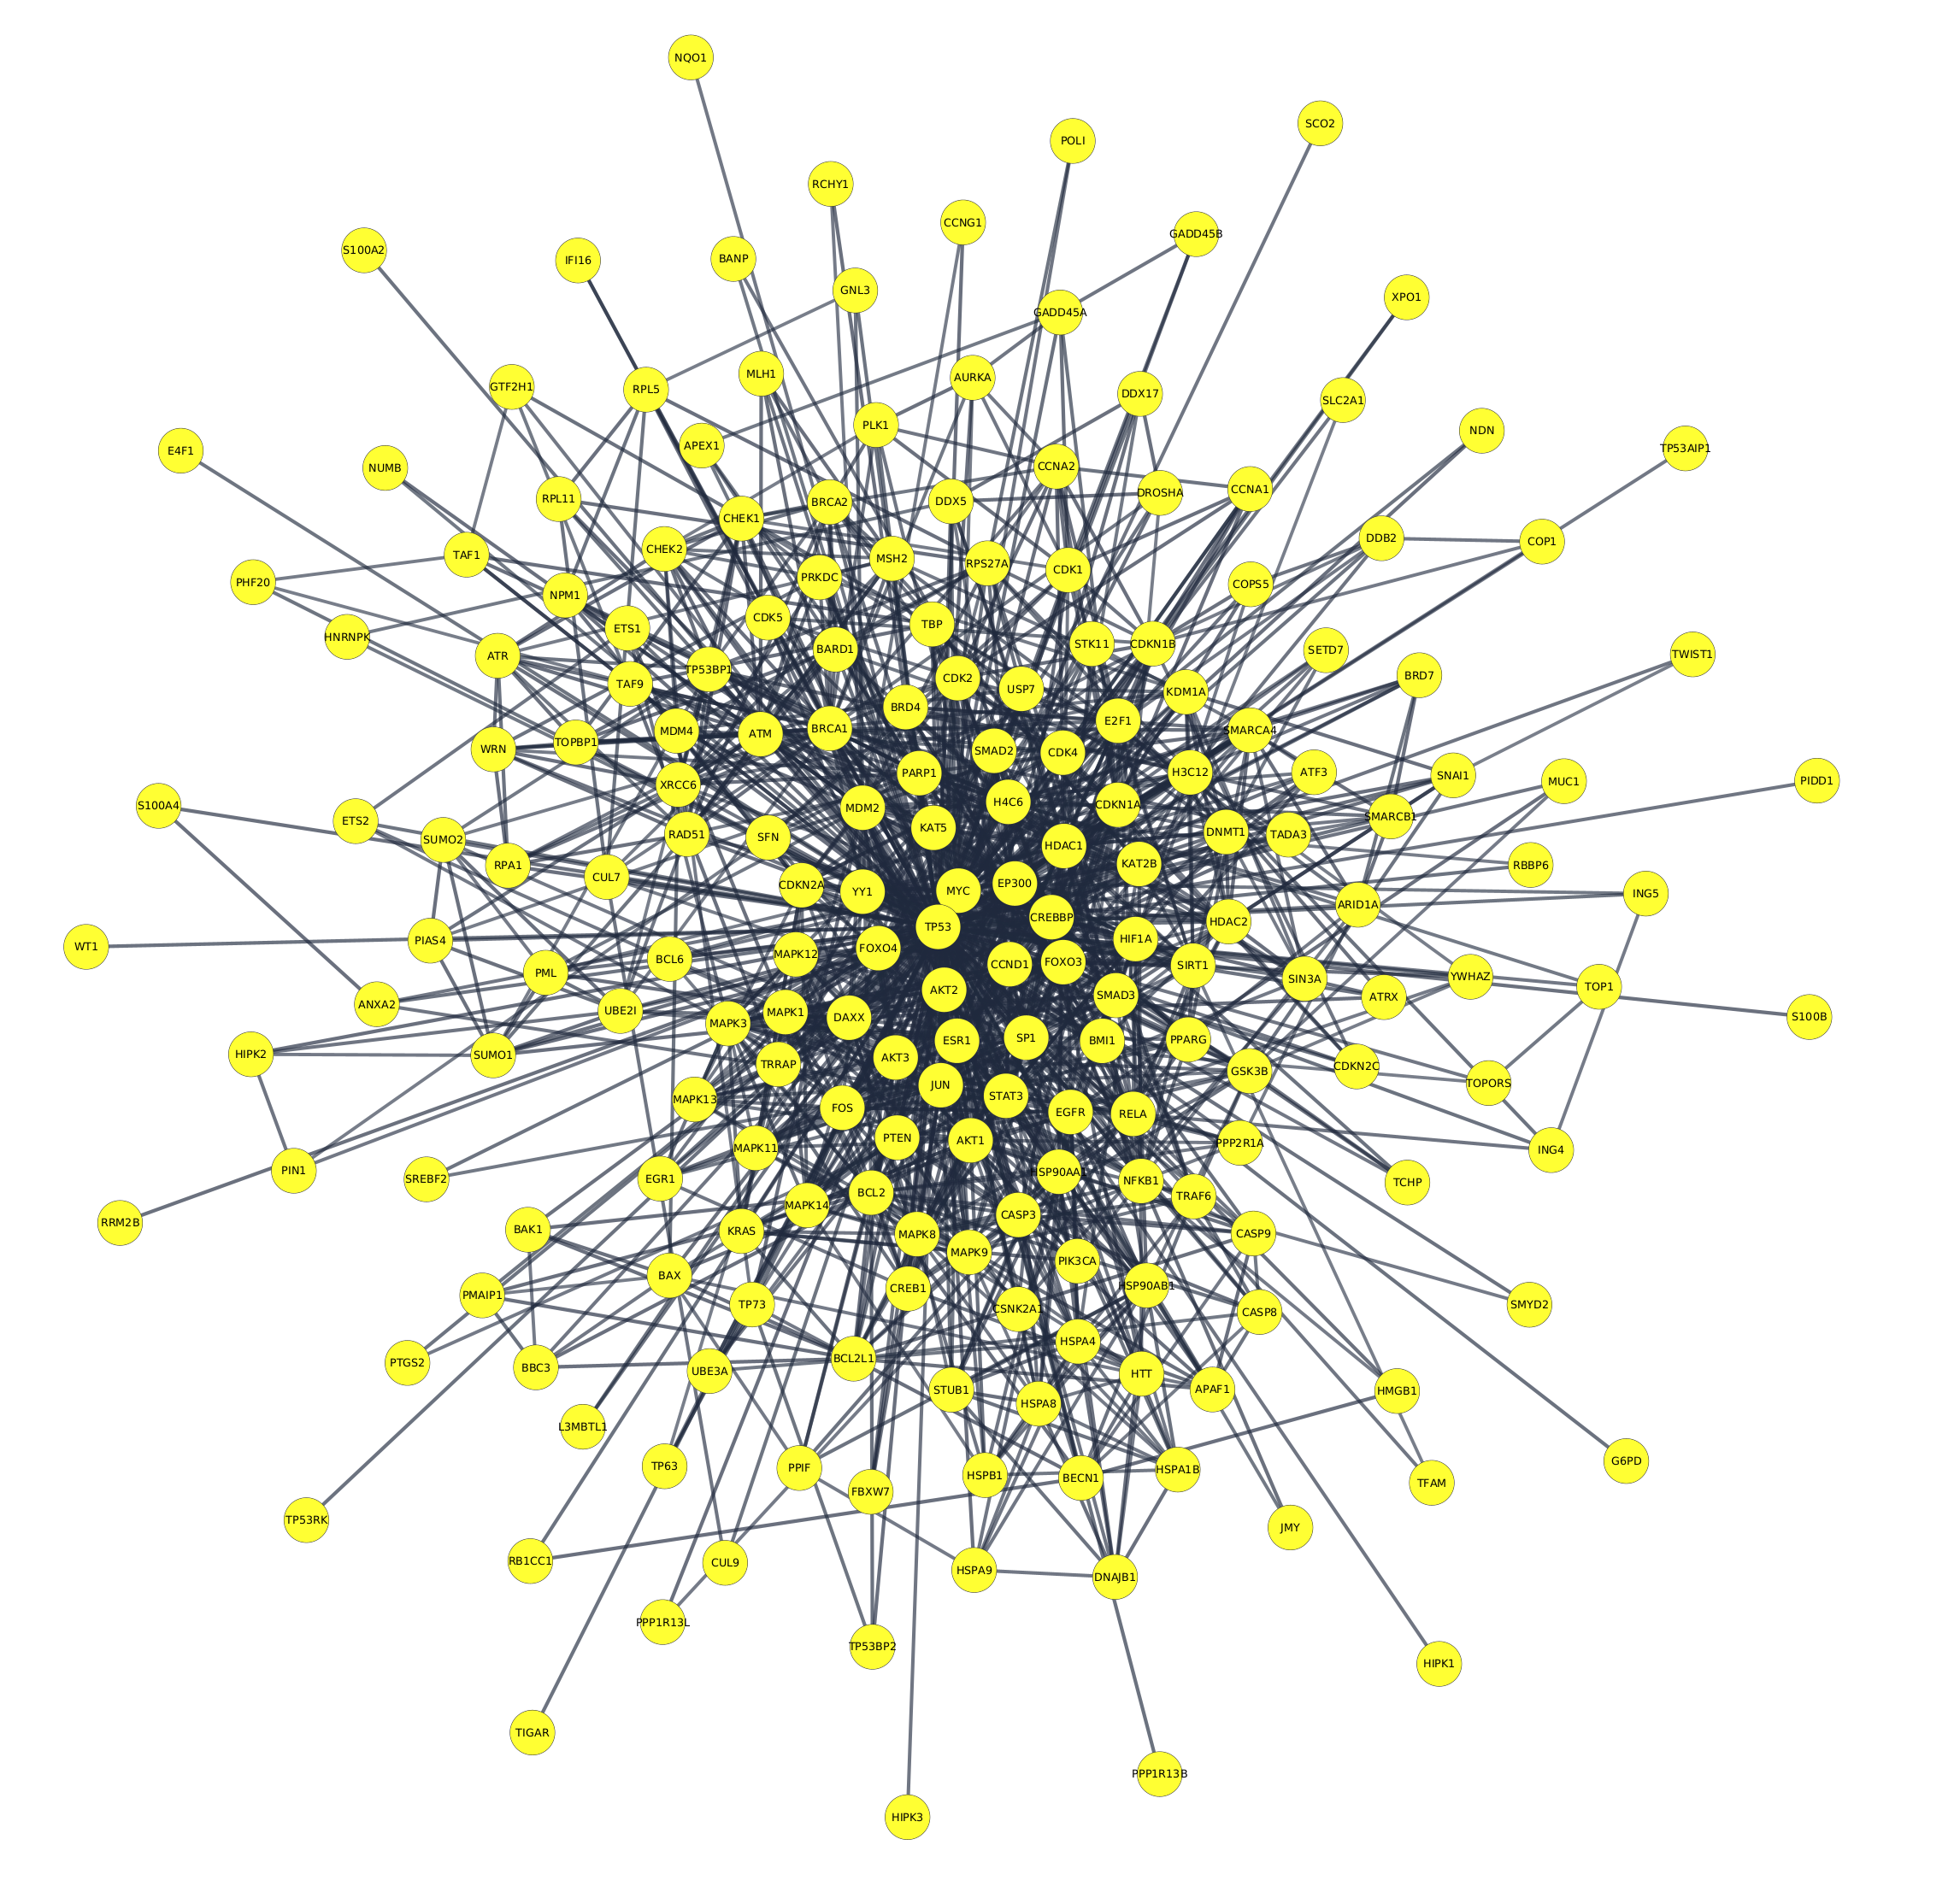 NQO1
SCO2
POLI
RCHY1
CCNG1
GADD45B
S100A2
IFI16
BANP
GNL3
XPO1
GADD45A
MLH1
AURKA
GTF2H1
RPL5
DDX17
SLC2A1
PLK1
NDN
APEX1
TP53AIP1
E4F1
NUMB
CCNA2
RPL11
BRCA2
DDX5
DROSHA
CCNA1
CHEK1
DDB2
COP1
CHEK2
TAF1
MSH2
RPS27A
CDK1
PRKDC
PHF20
COPS5
NPM1
CDK5
TBP
ETS1
HNRNPK
STK11
CDKN1B
BARD1
SETD7
TWIST1
ATR
TP53BP1
BRD7
TAF9
CDK2
USP7
KDM1A
BRD4
E2F1
MDM4
ATM
BRCA1
SMARCA4
TOPBP1
WRN
SMAD2
CDK4
PARP1
H3C12
ATF3
SNAI1
MUC1
PIDD1
XRCC6
S100A4
MDM2
H4C6
CDKN1A
SMARCB1
ETS2
KAT5
RAD51
SFN
DNMT1
TADA3
SUMO2
HDAC1
RPA1
KAT2B
RBBP6
CUL7
CDKN2A
YY1
MYC
EP300
ING5
ARID1A
CREBBP
TP53
HDAC2
WT1
PIAS4
FOXO4
HIF1A
BCL6
MAPK12
CCND1
FOXO3
SIRT1
PML
SIN3A
YWHAZ
TOP1
AKT2
SMAD3
ATRX
ANXA2
UBE2I
MAPK3
MAPK1
DAXX
S100B
HIPK2
SUMO1
ESR1
SP1
BMI1
PPARG
AKT3
TRRAP
GSK3B
CDKN2C
TOPORS
JUN
MAPK13
FOS
STAT3
EGFR
RELA
PTEN
AKT1
PPP2R1A
MAPK11
ING4
PIN1
SREBF2
EGR1
HSP90AA1
NFKB1
TCHP
BCL2
TRAF6
MAPK14
RRM2B
BAK1
KRAS
CASP3
CASP9
MAPK8
MAPK9
PIK3CA
BAX
HSP90AB1
CREB1
PMAIP1
TP73
CSNK2A1
CASP8
SMYD2
HSPA4
PTGS2
BBC3
UBE3A
BCL2L1
HTT
STUB1
APAF1
HMGB1
HSPA8
L3MBTL1
TP63
PPIF
HSPB1
BECN1
HSPA1B
G6PD
TFAM
FBXW7
TP53RK
JMY
RB1CC1
CUL9
HSPA9
DNAJB1
PPP1R13L
TP53BP2
HIPK1
TIGAR
PPP1R13B
HIPK3